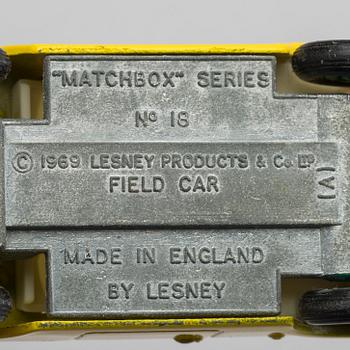 "MATCHBOX" SERIES
No 18
© 1969 LESNEY PRODUCTS & Co. LTD.
FIELD CAR
(A)
MADE IN ENGLAND
BY LESNEY